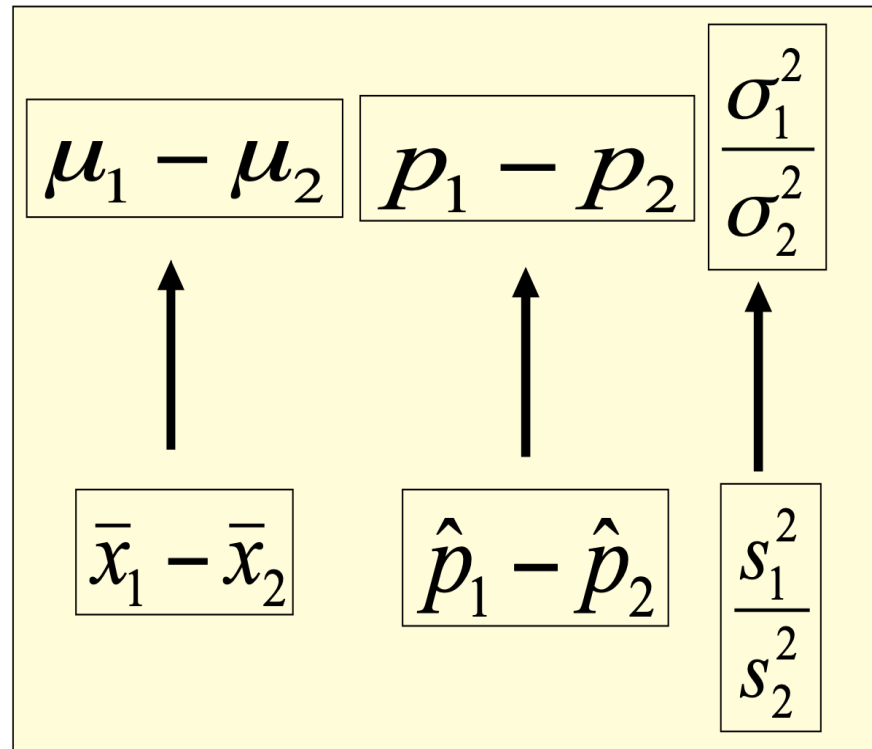 μ₁ − μ₂
p₁ − p₂
σ₁²
σ₂²
x̄₁ − x̄₂
p̂₁ − p̂₂
s₁²
s₂²